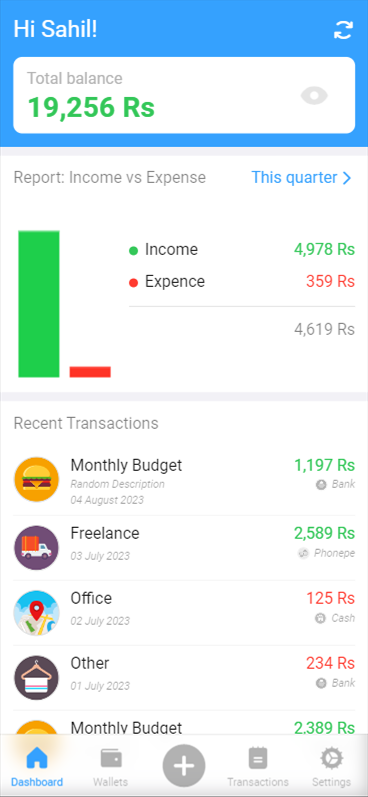 Hi Sahil!
Total balance
19,256 Rs
Report: Income vs Expense This quarter
Income 4,978 Rs
Expence 359 Rs
4,619 Rs
Recent Transactions
Monthly Budget 1,197 Rs
Random Description Bank
04 August 2023
Freelance 2,589 Rs
03 July 2023 Phonepe
Office 125 Rs
02 July 2023 Cash
Other 234 Rs
01 July 2023 Bank
Monthly Budget 2,389 Rs
Dashboard Wallets Transactions Settings